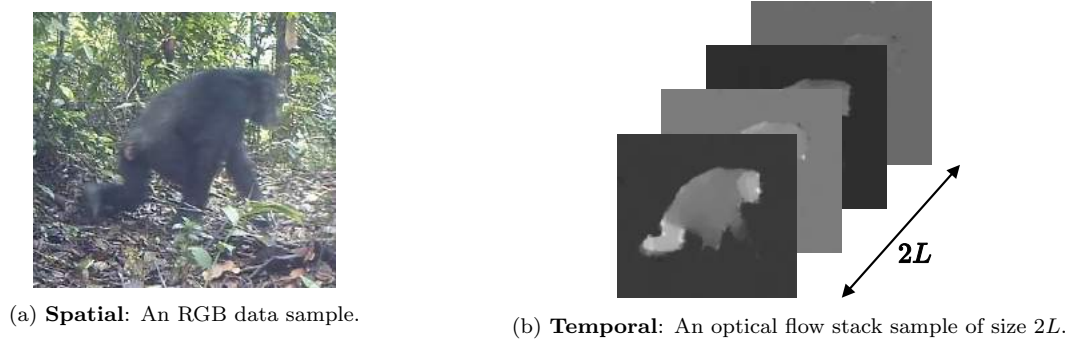 2L
(a) Spatial: An RGB data sample.
(b) Temporal: An optical flow stack sample of size 2L.